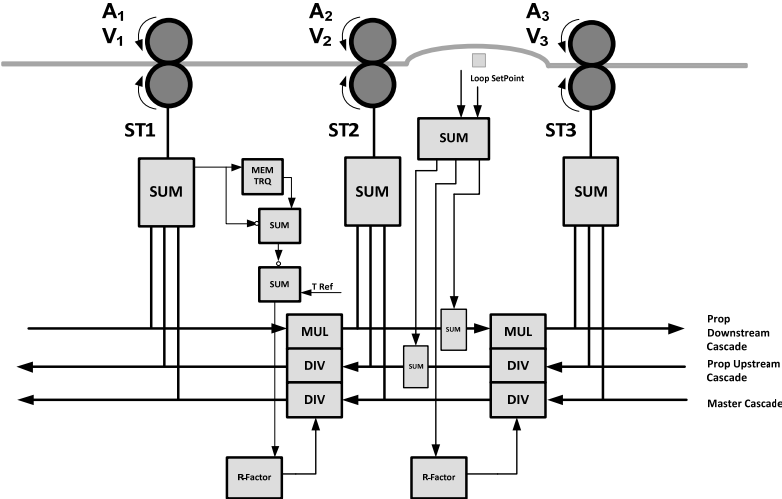 A1
V1
A2
V2
A3
V3
Loop SetPoint
ST1
ST2
ST3
SUM
MEM
TRQ
SUM
SUM
SUM
SUM
SUM
T Ref
MUL
DIV
DIV
SUM
SUM
MUL
DIV
DIV
Prop
Downstream
Cascade
Prop Upstream
Cascade
Master Cascade
R-Factor
R-Factor